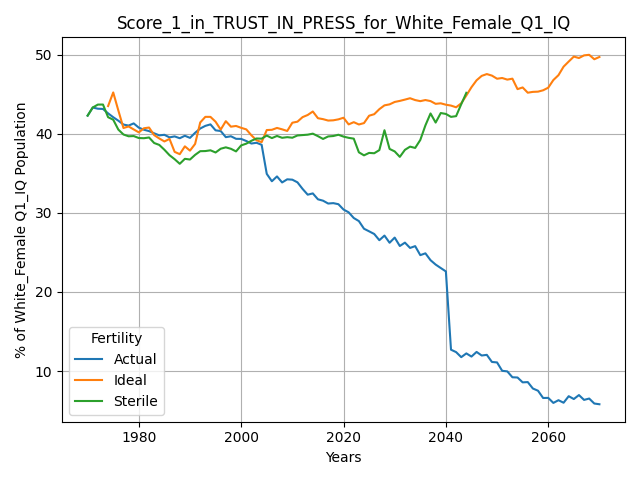 Score_1_in_TRUST_IN_PRESS_for_White_Female_Q1_IQ
% of White_Female Q1_IQ Population
50
40
30
20
10
Fertility
Actual
Ideal
Sterile
1980
2000
2020
2040
2060
Years